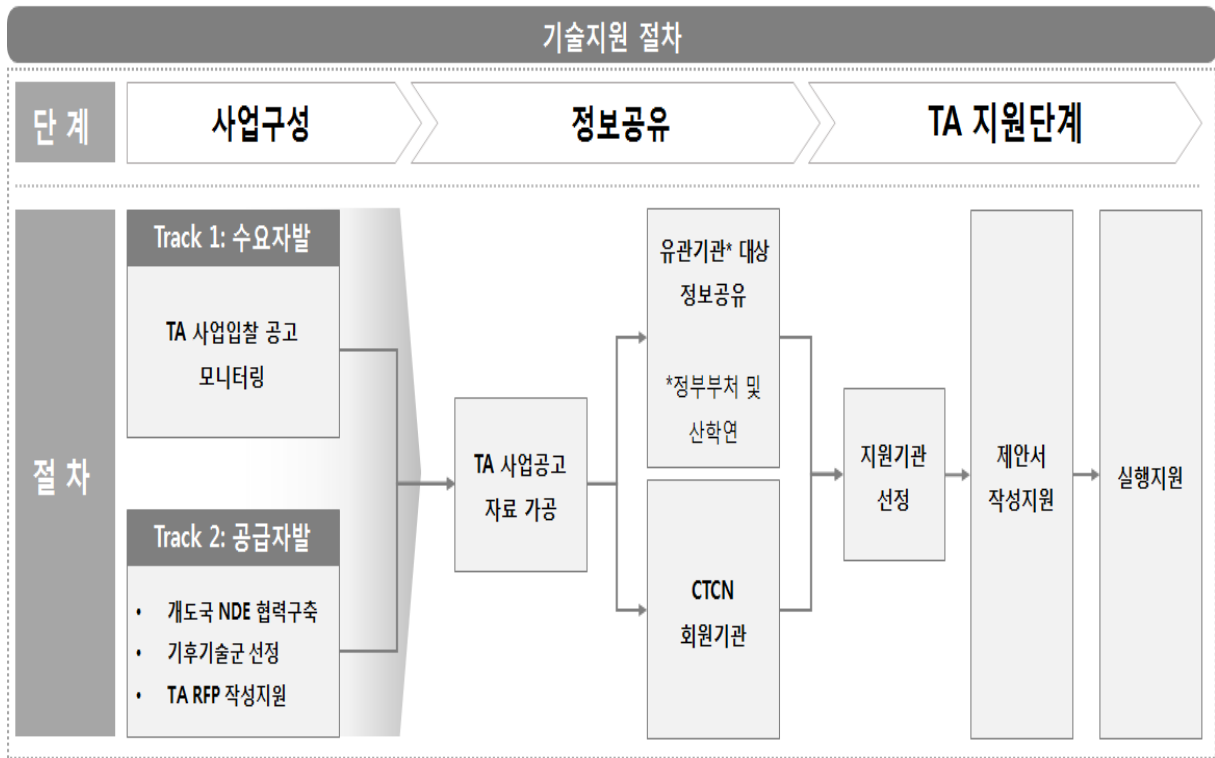 기술지원 절차
단 계
사업구성
정보공유
TA 지원단계
절 차
Track 1: 수요자발
TA 사업입찰 공고
모니터링
Track 2: 공급자발
• 개도국 NDE 협력구축
• 기후기술군 선정
• TA RFP 작성지원
TA 사업공고
자료 가공
유관기관* 대상
정보공유
*정부부처 및
산학연
CTCN
회원기관
지원기관
선정
제안서
작성지원
실행지원